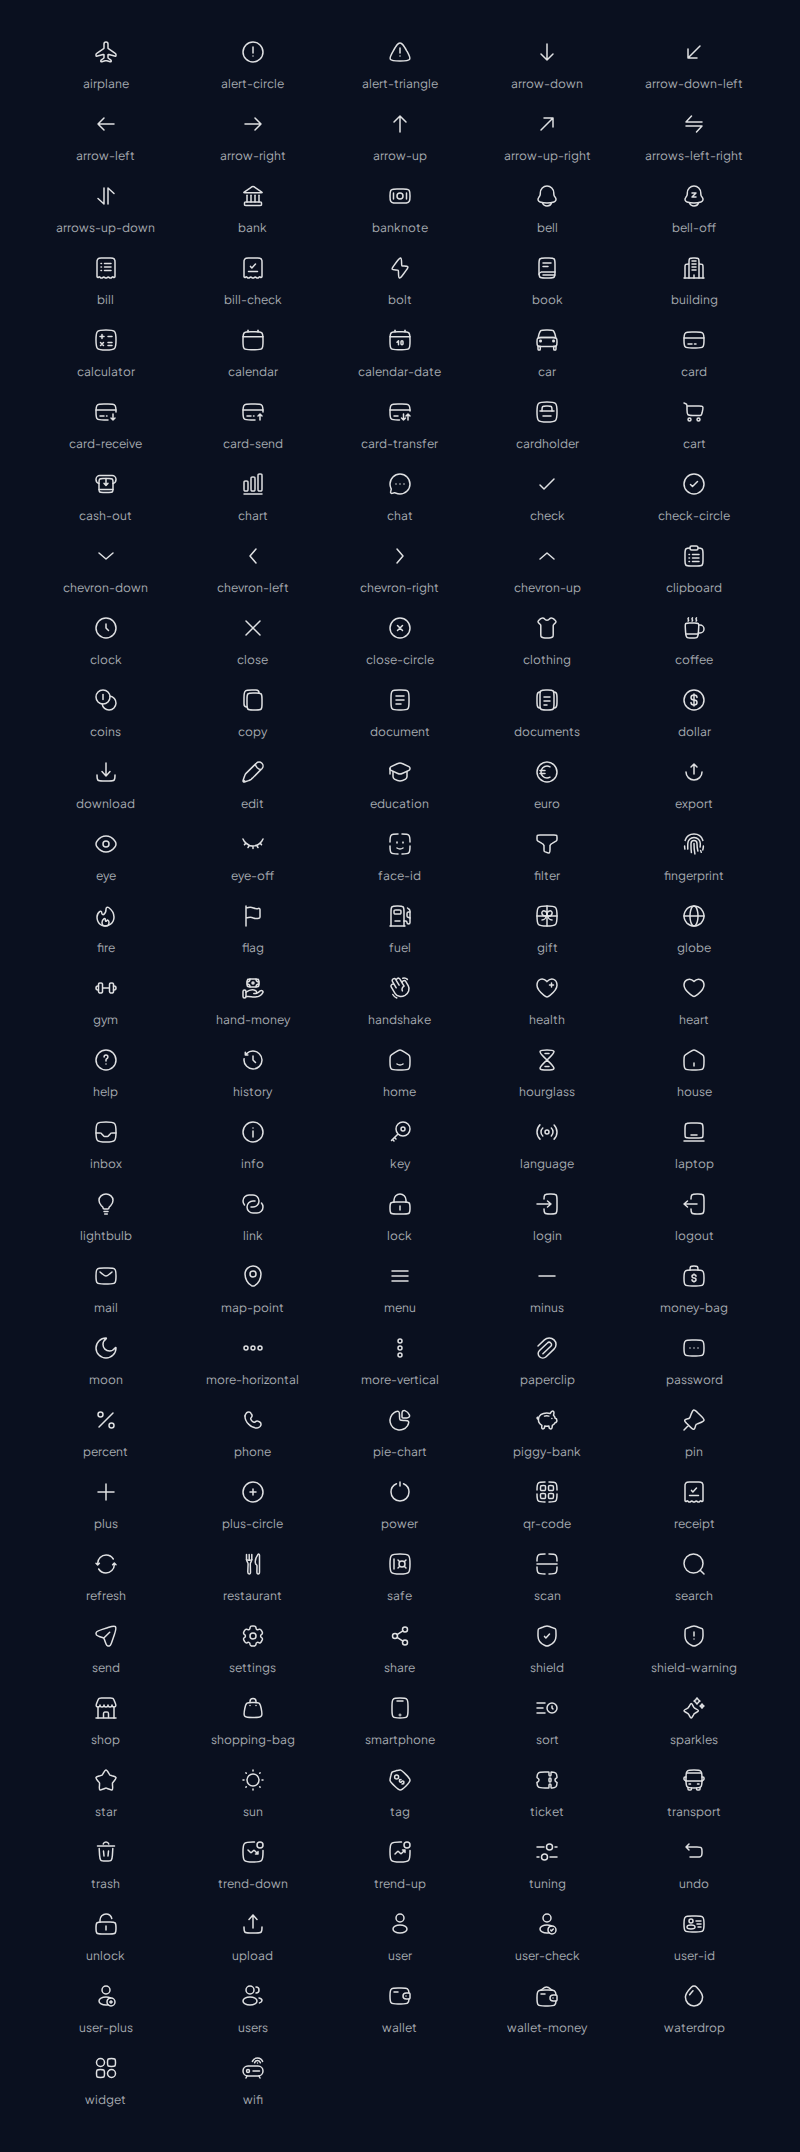 airplane alert-circle alert-triangle arrow-down arrow-down-left
arrow-left arrow-right arrow-up arrow-up-right arrows-left-right
arrows-up-down bank banknote bell bell-off
bill bill-check bolt book building
calculator calendar calendar-date car card
card-receive card-send card-transfer cardholder cart
cash-out chart chat check check-circle
chevron-down chevron-left chevron-right chevron-up clipboard
clock close close-circle clothing coffee
coins copy document documents dollar
download edit education euro export
eye eye-off face-id filter fingerprint
fire flag fuel gift globe
gym hand-money handshake health heart
help history home hourglass house
inbox info key language laptop
lightbulb link lock login logout
mail map-point menu minus money-bag
moon more-horizontal more-vertical paperclip password
percent phone pie-chart piggy-bank pin
plus plus-circle power qr-code receipt
refresh restaurant safe scan search
send settings share shield shield-warning
shop shopping-bag smartphone sort sparkles
star sun tag ticket transport
trash trend-down trend-up tuning undo
unlock upload user user-check user-id
user-plus users wallet wallet-money waterdrop
widget wifi